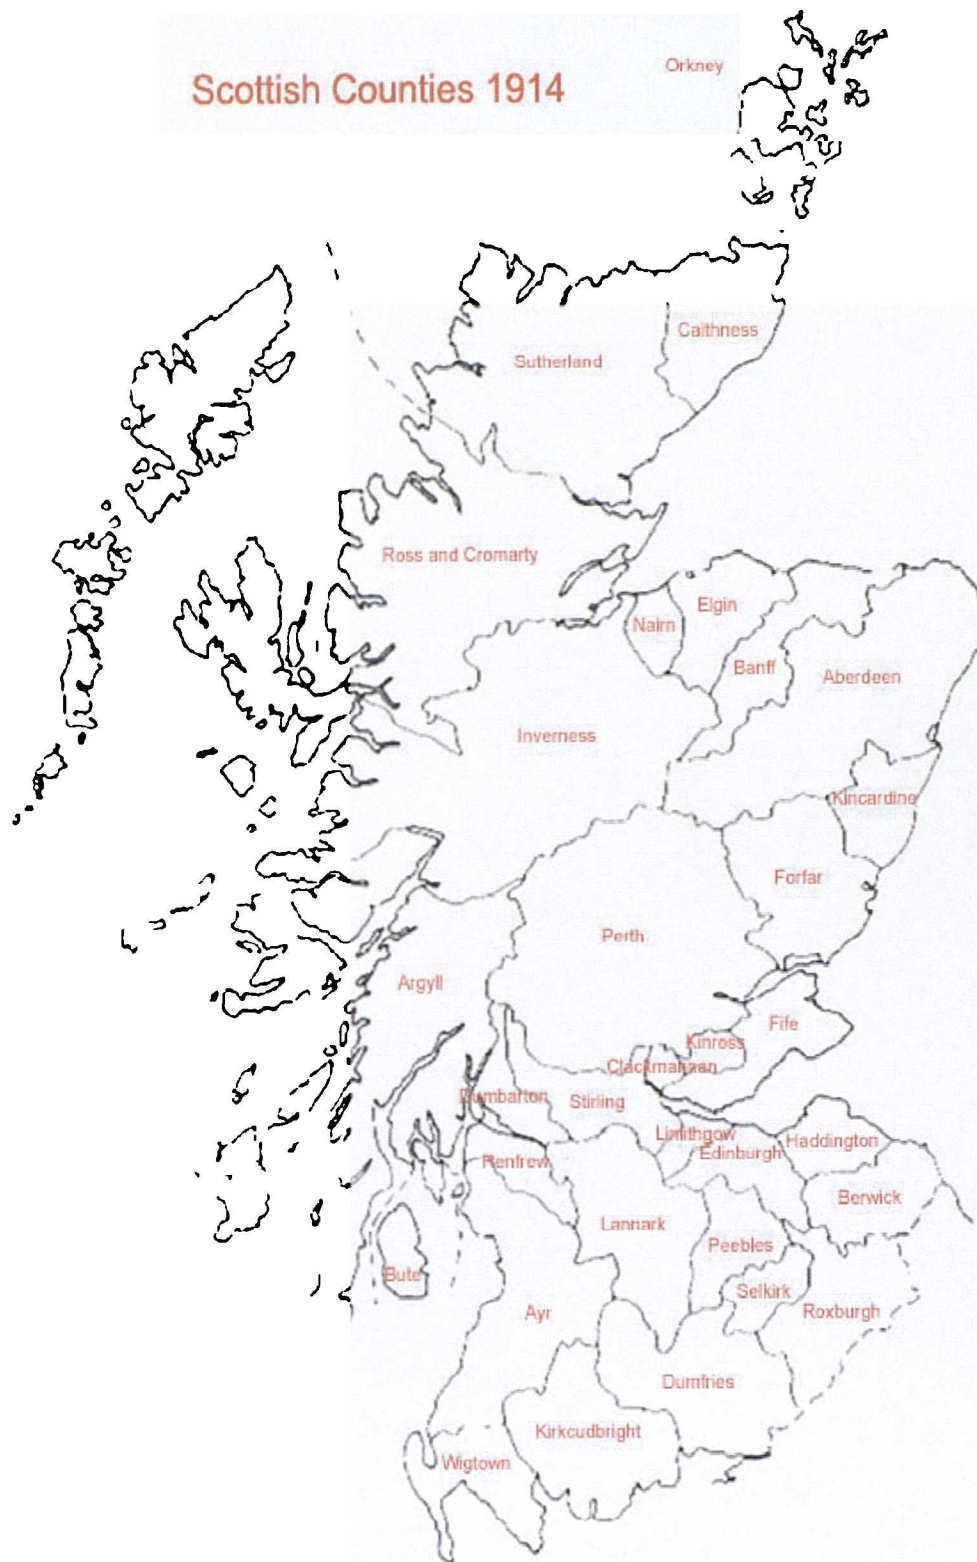 Orkney
Scottish Counties 1914
Caithness
Sutherland
Ross and Cromarty
Elgin
Nairn
Banff
Aberdeen
Inverness
Kincardine
Forfar
Perth
Argyll
Fife
Kinross
Clackmannan
Dumbarton
Stirling
Linlithgow
Haddington
Edinburgh
Renfrew
Berwick
Lannark
Peebles
Bute
Selkirk
Ayr
Roxburgh
Dumfries
Kirkcudbright
Wigtown